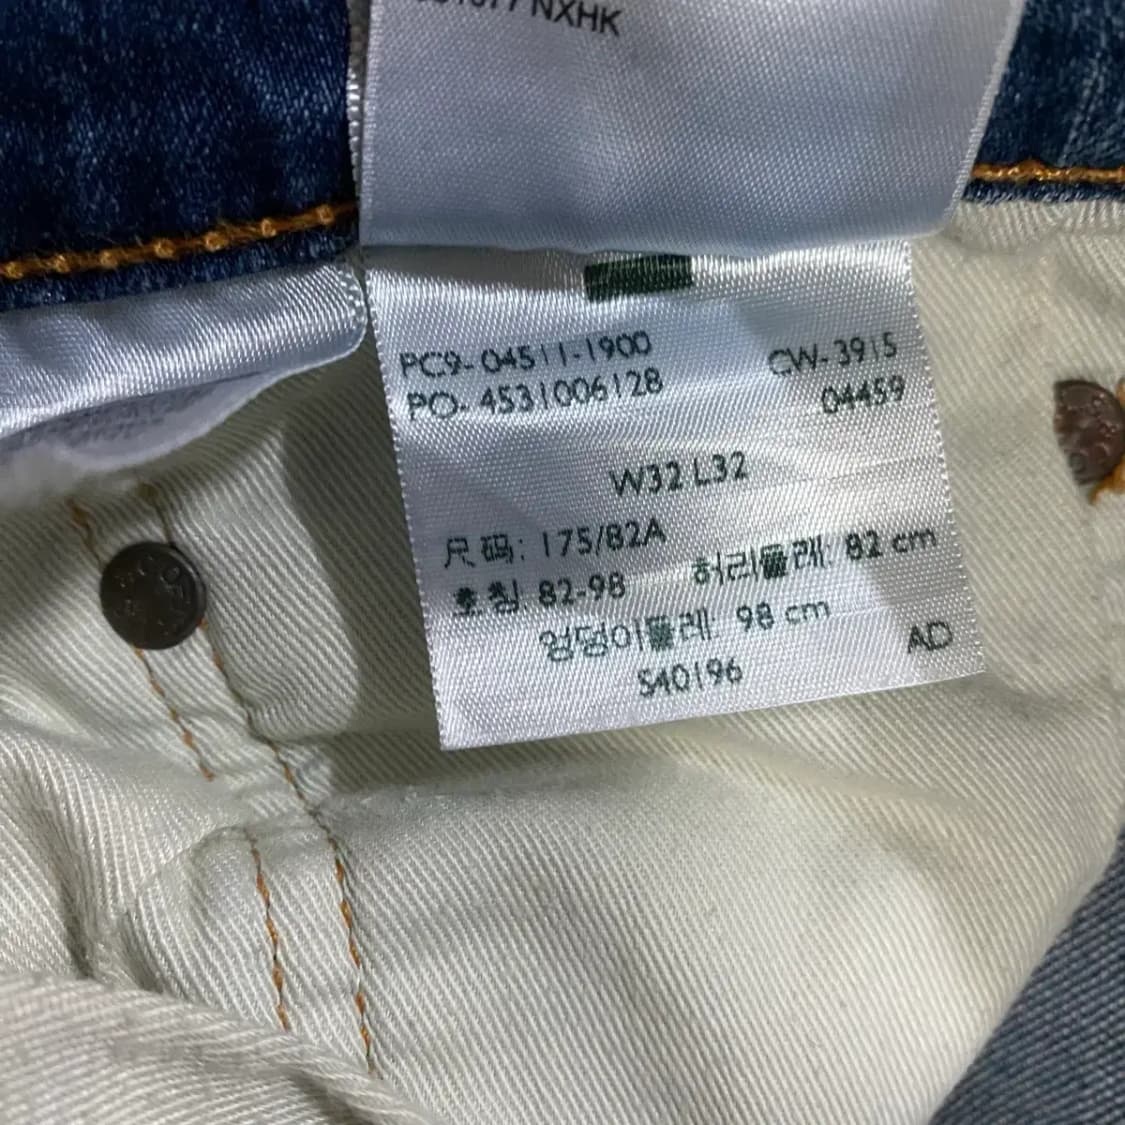 NXHK
PC9-04511-1900
CW-3915
PO-4531006128
04459
W32 L32
尺码: 175/82A
허리둘레: 82 cm
호칭: 82-98
엉덩이둘레: 98 cm
AD
S40196